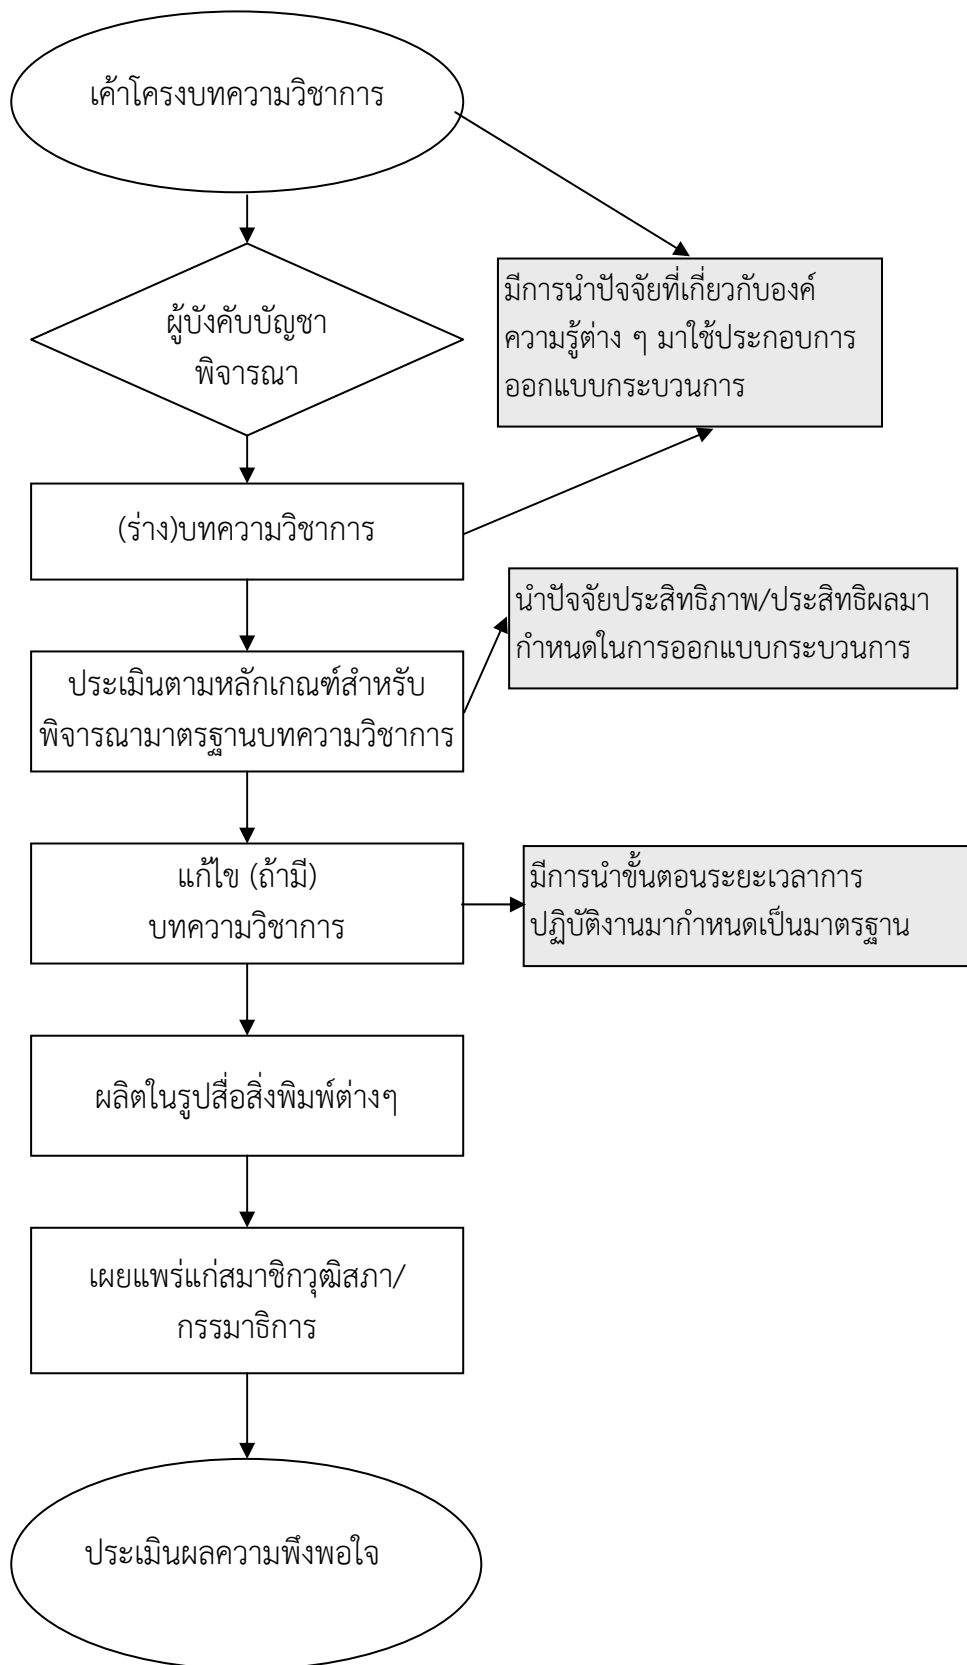 เค้าโครงบทความวิชาการ
ผู้บังคับบัญชา
พิจารณา
มีการนำปัจจัยที่เกี่ยวกับองค์
ความรู้ต่าง ๆ มาใช้ประกอบการ
ออกแบบกระบวนการ
(ร่าง)บทความวิชาการ
นำปัจจัยประสิทธิภาพ/ประสิทธิผลมา
กำหนดในการออกแบบกระบวนการ
ประเมินตามหลักเกณฑ์สำหรับ
พิจารณามาตรฐานบทความวิชาการ
แก้ไข (ถ้ามี)
บทความวิชาการ
มีการนำขั้นตอนระยะเวลาการ
ปฏิบัติงานมากำหนดเป็นมาตรฐาน
ผลิตในรูปสื่อสิ่งพิมพ์ต่างๆ
เผยแพร่แก่สมาชิกวุฒิสภา/
กรรมาธิการ
ประเมินผลความพึงพอใจ